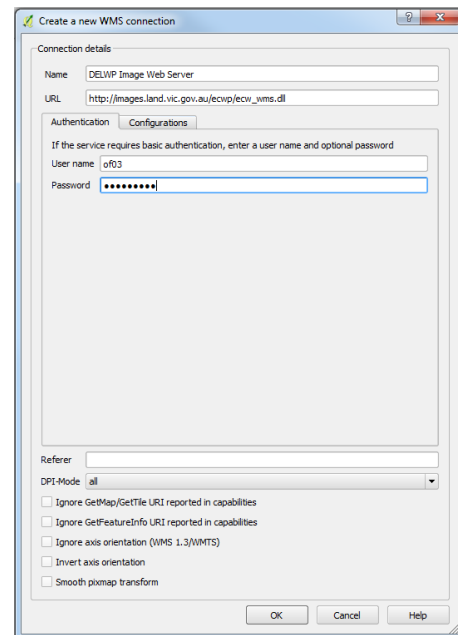 Create a new WMS connection
Connection details
Name DELWP Image Web Server
URL http://images.land.vic.gov.au/ecwp/ecw_wms.dll
Authentication Configurations
If the service requires basic authentication, enter a user name and optional password
User name of03
Password •••••••••
Referer
DPI-Mode all
Ignore GetMap/GetTile URI reported in capabilities
Ignore GetFeatureInfo URI reported in capabilities
Ignore axis orientation (WMS 1.3/WMTS)
Invert axis orientation
Smooth pixmap transform
OK Cancel Help